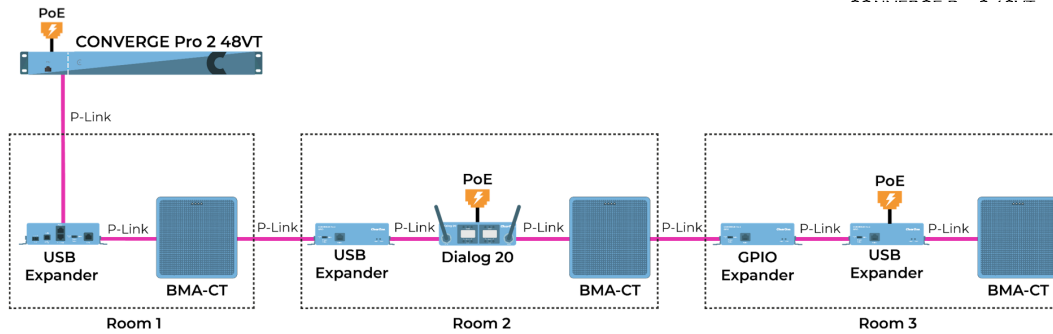 PoE
CONVERGE Pro 2 48VT
P-Link
PoE
PoE
P-Link
P-Link
P-Link
P-Link
P-Link
P-Link
P-Link
USB
Expander
BMA-CT
USB
Expander
Dialog 20
BMA-CT
GPIO
Expander
USB
Expander
BMA-CT
Room 1
Room 2
Room 3